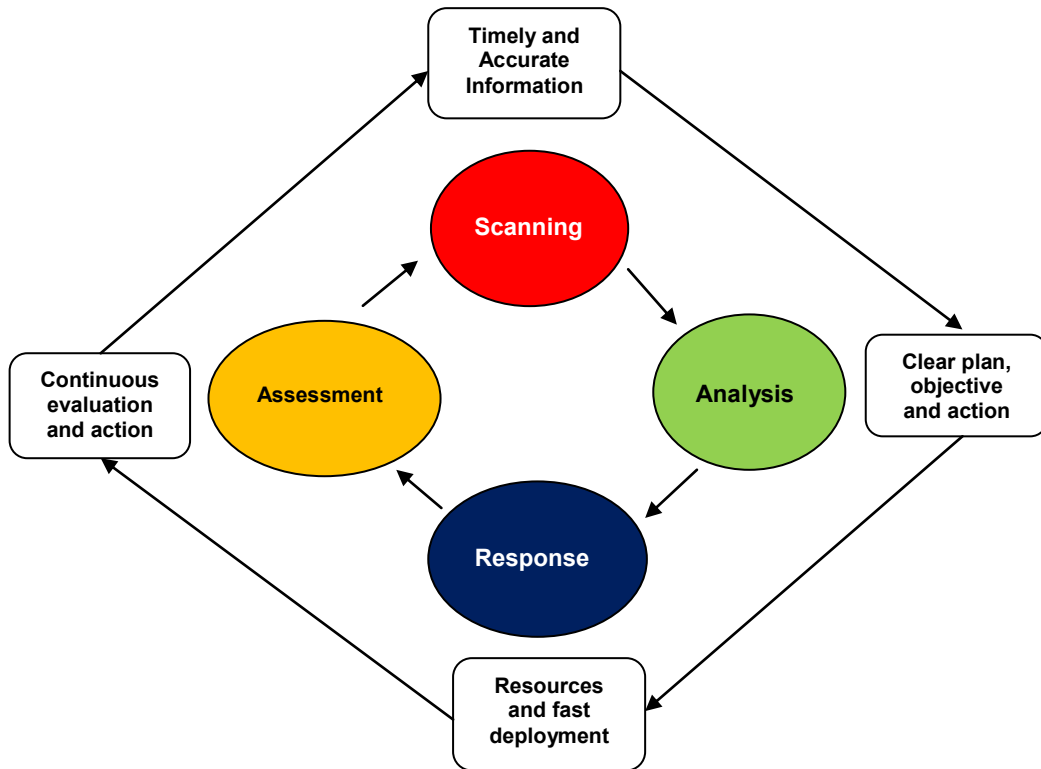 Timely and
Accurate
Information
Scanning
Analysis
Clear plan,
objective
and action
Continuous
evaluation
and action
Assessment
Response
Resources
and fast
deployment